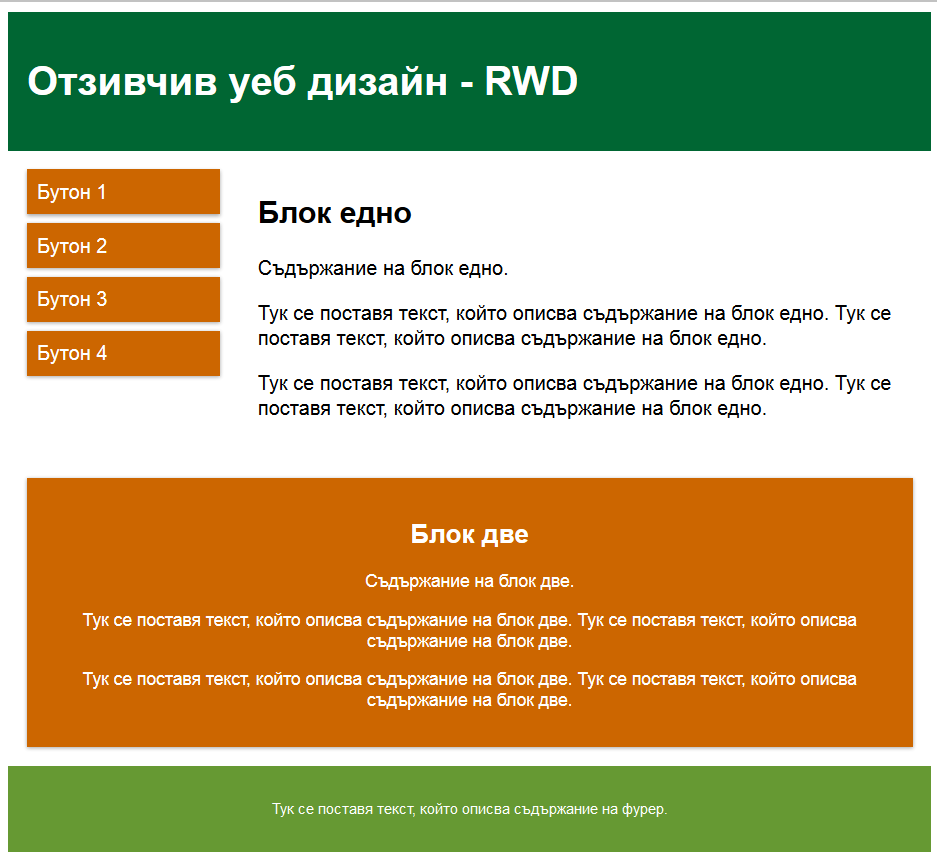 Отзивчив уеб дизайн - RWD
Бутон 1
Бутон 2
Бутон 3
Бутон 4
Блок едно
Съдържание на блок едно.
Тук се поставя текст, който описва съдържание на блок едно. Тук се
поставя текст, който описва съдържание на блок едно.
Тук се поставя текст, който описва съдържание на блок едно. Тук се
поставя текст, който описва съдържание на блок едно.
Блок две
Съдържание на блок две.
Тук се поставя текст, който описва съдържание на блок две. Тук се поставя текст, който описва
съдържание на блок две.
Тук се поставя текст, който описва съдържание на блок две. Тук се поставя текст, който описва
съдържание на блок две.
Тук се поставя текст, който описва съдържание на фурер.